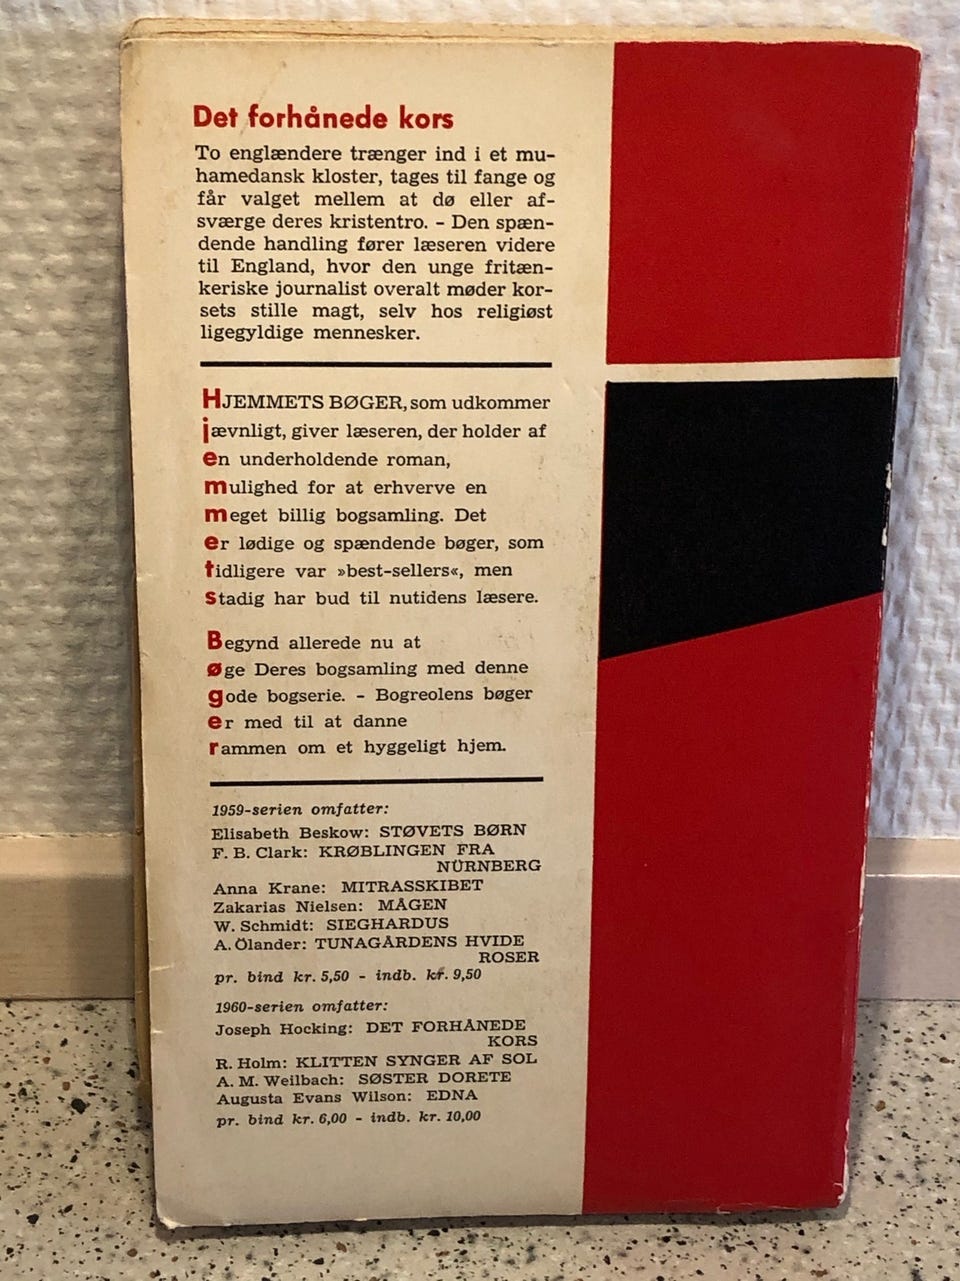 Det forhånede kors
To englændere trænger ind i et mu-
hamedansk kloster, tages til fange og
får valget mellem at dø eller af-
sværge deres kristentro. - Den spæn-
dende handling fører læseren videre
til England, hvor den unge fritæn-
keriske journalist overalt møder kor-
sets stille magt, selv hos religiøst
ligegyldige mennesker.
HJEMMETS BØGER, som udkommer
jævnligt, giver læseren, der holder af
en underholdende roman,
mulighed for at erhverve en
meget billig bogsamling. Det
er lødige og spændende bøger, som
tidligere var »best-sellers«, men
stadig har bud til nutidens læsere.
Begynd allerede nu at
øge Deres bogsamling med denne
gode bogserie. - Bogreolens bøger
er med til at danne
rammen om et hyggeligt hjem.
1959-serien omfatter:
Elisabeth Beskow: STØVETS BØRN
F. B. Clark: KRØBLINGEN FRA
NÜRNBERG
Anna Krane: MITRASSKIBET
Zakarias Nielsen: MÅGEN
W. Schmidt: SIEGHARDUS
A. Ölander: TUNAGÅRDENS HVIDE
ROSER
pr. bind kr. 5,50 - indb. kr. 9,50
1960-serien omfatter:
Joseph Hocking: DET FORHÅNEDE
KORS
R. Holm: KLITTEN SYNGER AF SOL
A. M. Weilbach: SØSTER DORETE
Augusta Evans Wilson: EDNA
pr. bind kr. 6,00 - indb. kr. 10,00